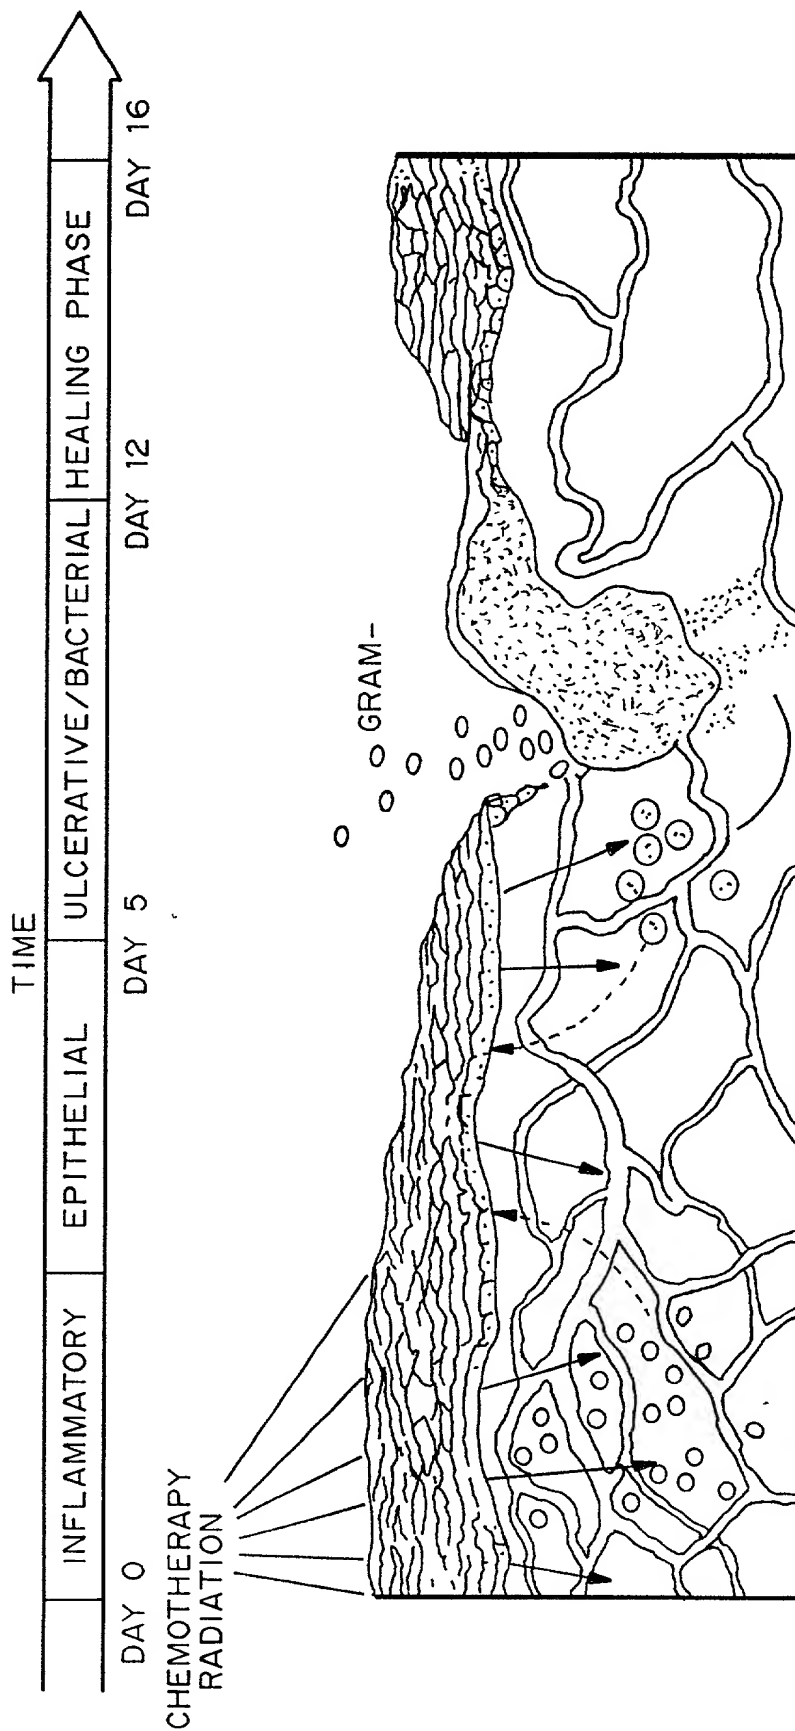 TIME
INFLAMMATORY
EPITHELIAL
ULCERATIVE/BACTERIAL
HEALING PHASE
DAY 0
DAY 5
DAY 12
DAY 16
CHEMOTHERAPY
RADIATION
GRAM-